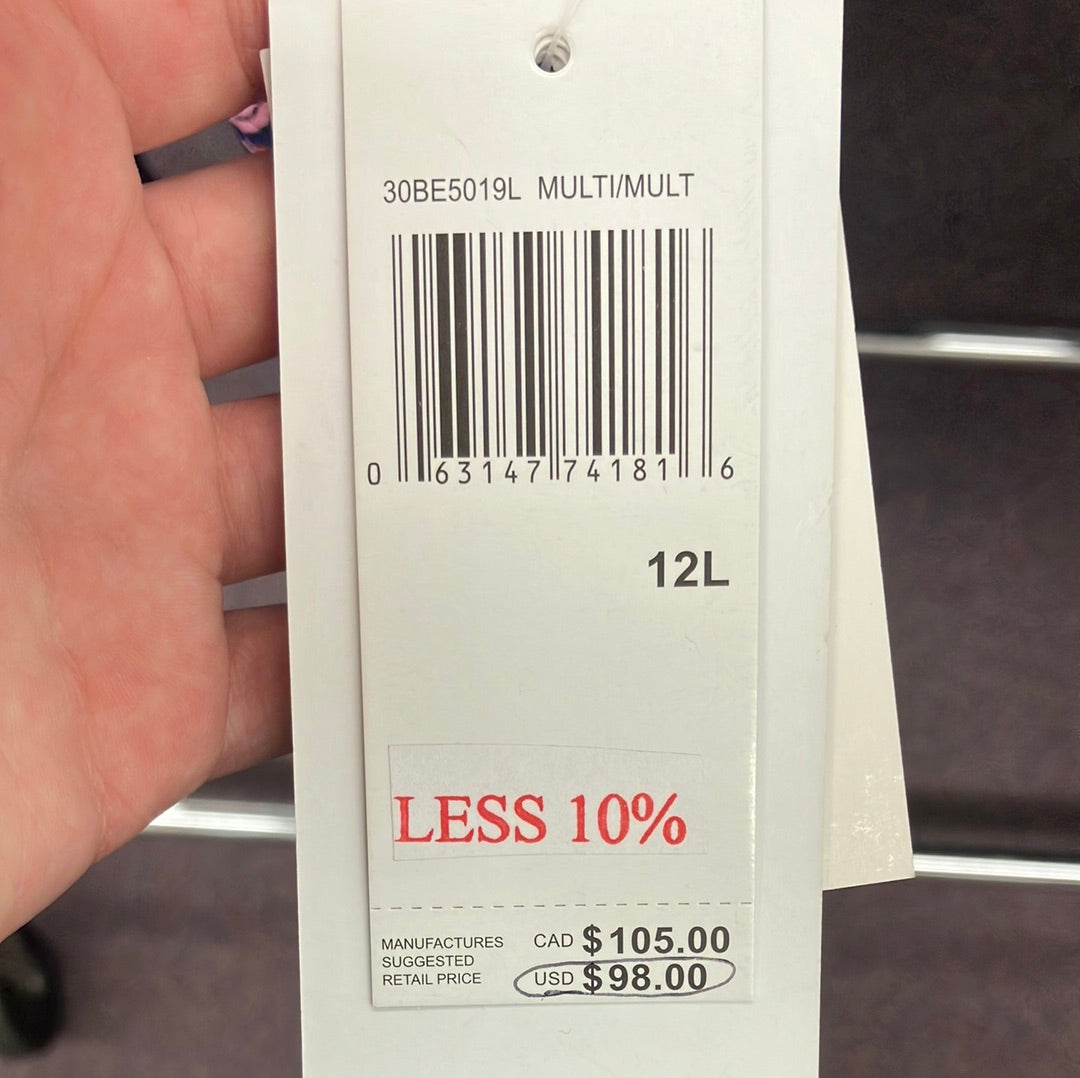 30BE5019L MULTI/MULT
0 63147 74181 6
12L
LESS 10%
MANUFACTURES SUGGESTED RETAIL PRICE
CAD $105.00
USD $98.00